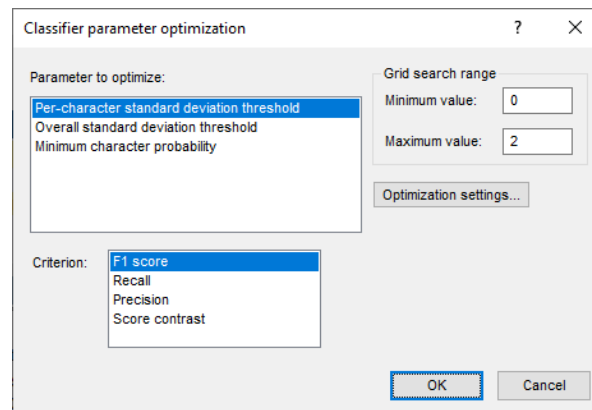 Classifier parameter optimization
?
Parameter to optimize:
Per-character standard deviation threshold
Overall standard deviation threshold
Minimum character probability
Grid search range
Minimum value: 0
Maximum value: 2
Optimization settings...
Criterion:
F1 score
Recall
Precision
Score contrast
OK
Cancel